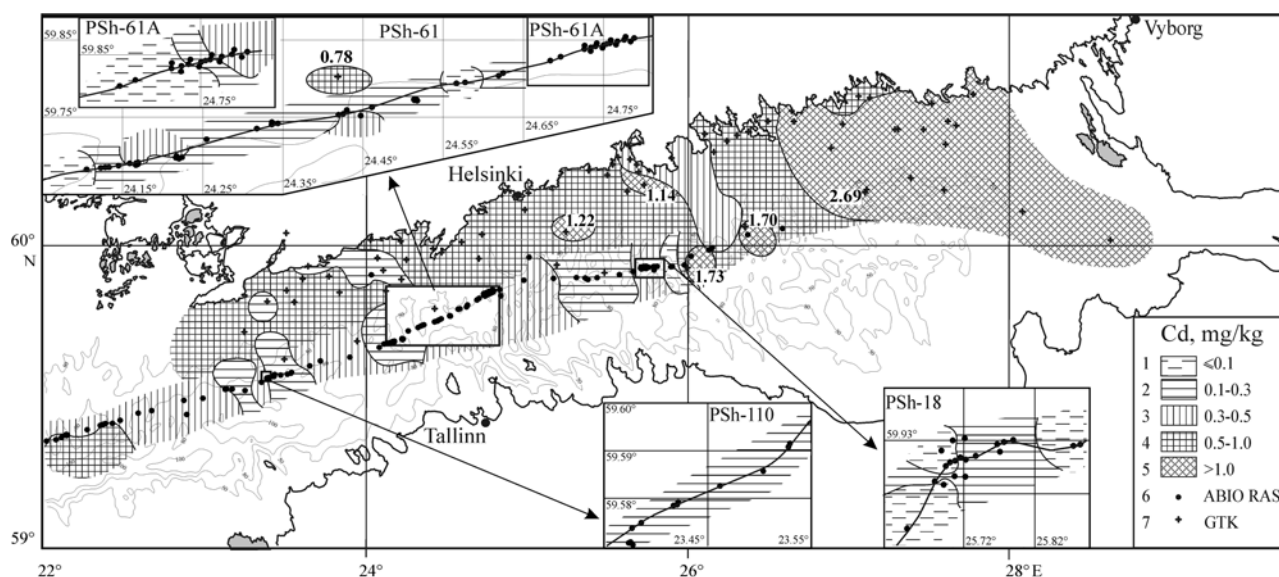 PSh-61A
59.85°
24.75°
PSh-61
PSh-61A
59.85°
0.78
59.75°
24.15°
24.25°
24.35°
24.45°
24.55°
24.65°
24.75°
Vyborg
Helsinki
1.14
1.22
2.69
1.70
1.73
60°
N
Tallinn
59°
PSh-110
59.60°
59.59°
59.58°
23.45°
23.55°
PSh-18
59.93°
25.72°
25.82°
Cd, mg/kg
1 ⩽0.1
2 0.1-0.3
3 0.3-0.5
4 0.5-1.0
5 >1.0
6 ABIO RAS
7 GTK
22° 24° 26° 28° E